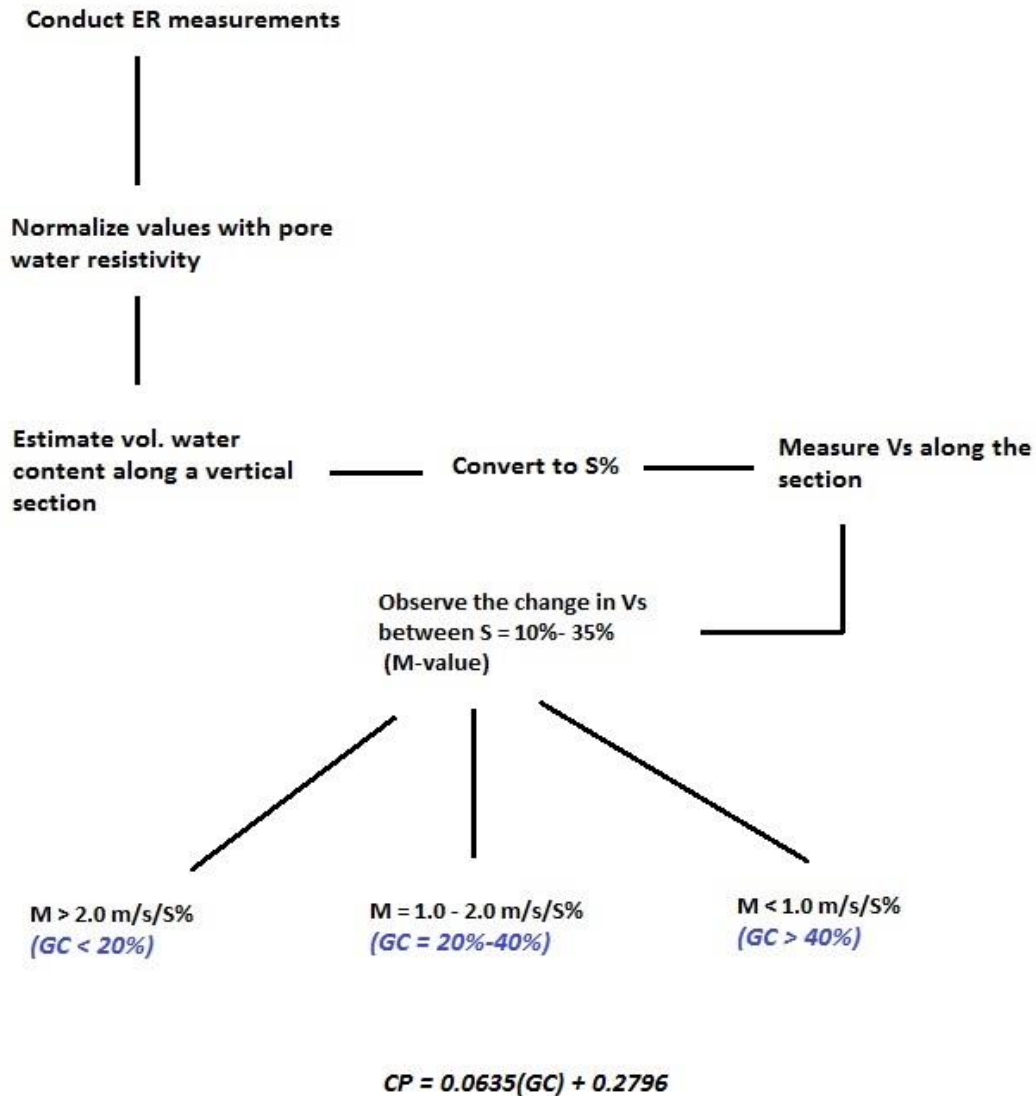 Conduct ER measurements
Normalize values with pore
water resistivity
Estimate vol. water
content along a vertical
section
Convert to S%
Measure Vs along the
section
Observe the change in Vs
between S = 10%- 35%
(M-value)
M > 2.0 m/s/S%
(GC < 20%)
M = 1.0 - 2.0 m/s/S%
(GC = 20%-40%)
M < 1.0 m/s/S%
(GC > 40%)
CP = 0.0635(GC) + 0.2796